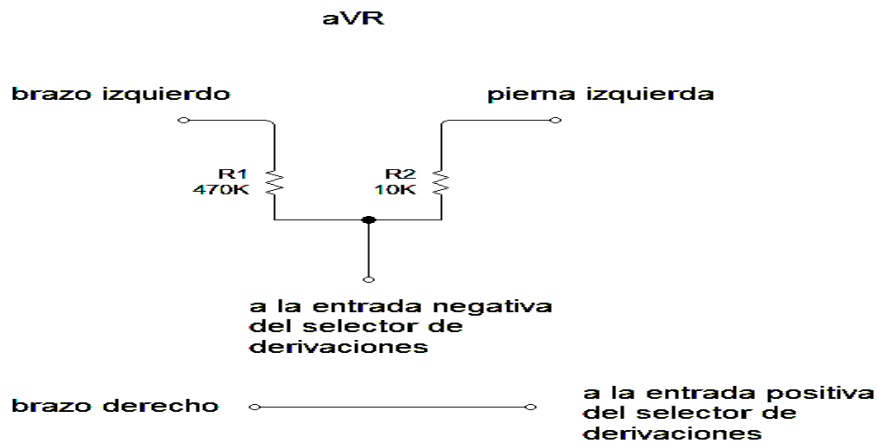 aVR
brazo izquierdo
pierna izquierda
R1
470K
R2
10K
a la entrada negativa
del selector de
derivaciones
brazo derecho
a la entrada positiva
del selector de
derivaciones